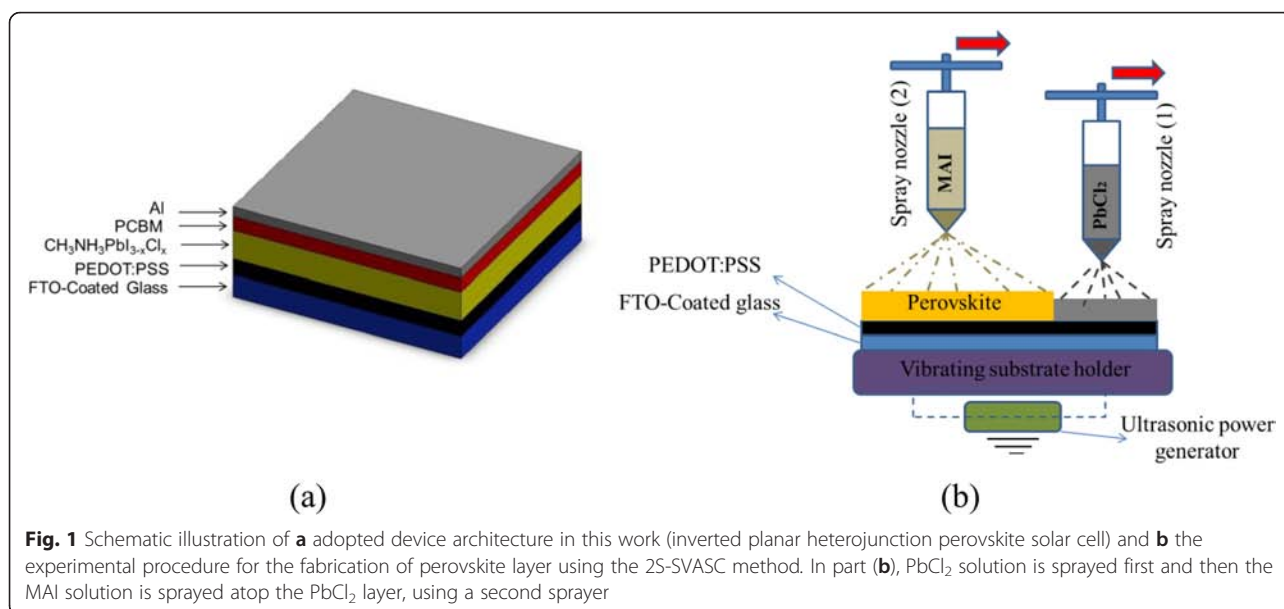 Al
PCBM
CH₃NH₃PbI₃₋ₓClₓ
PEDOT:PSS
FTO-Coated Glass
(a)
Spray nozzle (2)
MAI
PbCl₂
Spray nozzle (1)
PEDOT:PSS
FTO-Coated glass
Perovskite
Vibrating substrate holder
Ultrasonic power
generator
(b)
Fig. 1 Schematic illustration of a adopted device architecture in this work (inverted planar heterojunction perovskite solar cell) and b the
experimental procedure for the fabrication of perovskite layer using the 2S-SVASC method. In part (b), PbCl₂ solution is sprayed first and then the
MAI solution is sprayed atop the PbCl₂ layer, using a second sprayer